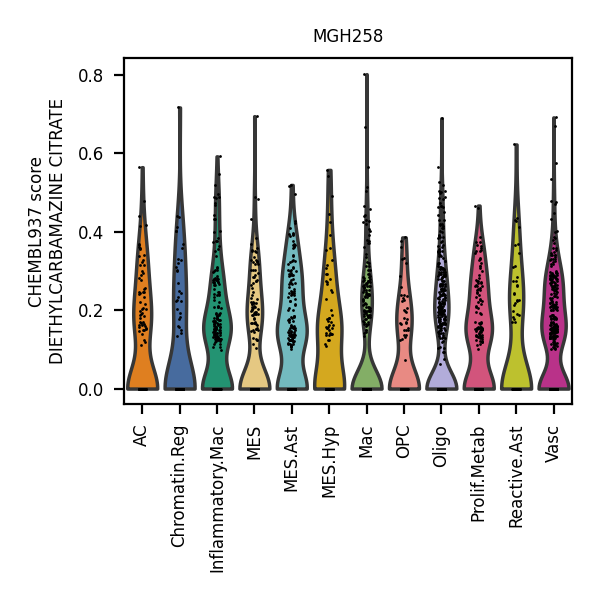 MGH258
CHEMBL937 score
DIETHYLCARBAMAZINE CITRATE
0.8
0.6
0.4
0.2
0.0
AC
Chromatin.Reg
Inflammatory.Mac
MES
MES.Ast
MES.Hyp
Mac
OPC
Oligo
Prolif.Metab
Reactive.Ast
Vasc